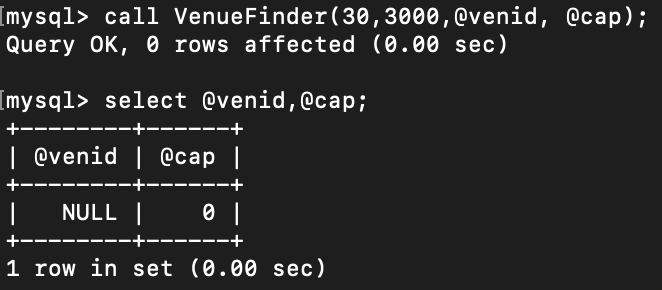 mysql> call VenueFinder(30,3000,@venid, @cap);
Query OK, 0 rows affected (0.00 sec)
mysql> select @venid,@cap;
+--------+------+
| @venid | @cap |
+--------+------+
|   NULL |    0 |
+--------+------+
1 row in set (0.00 sec)